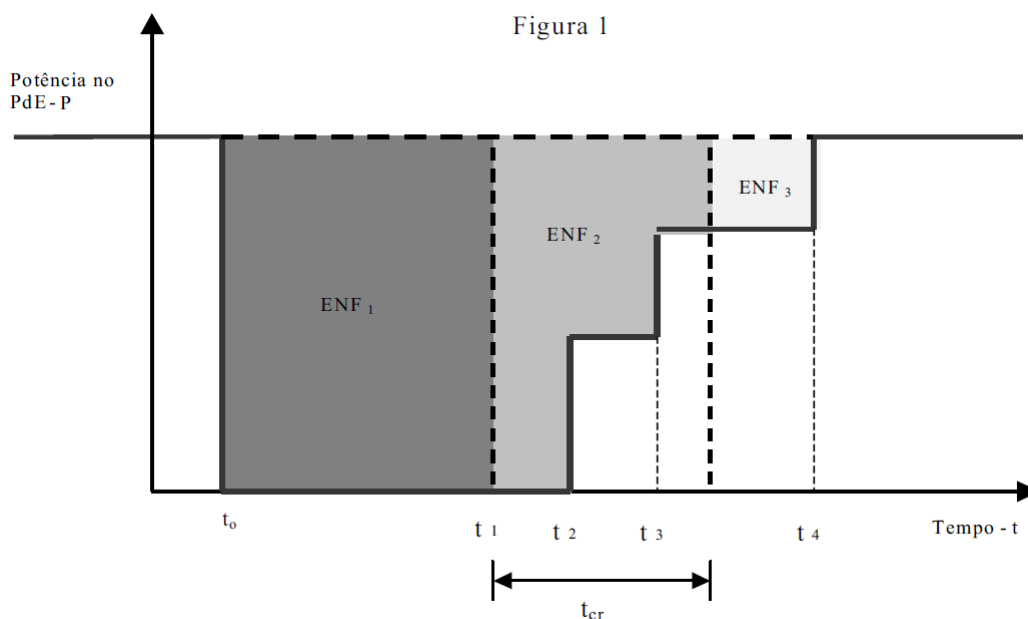 Figura 1
Potência no
PdE-P
ENF 3
ENF 2
ENF 1
to
t 1
t 2
t 3
t 4
Tempo - t
tcr